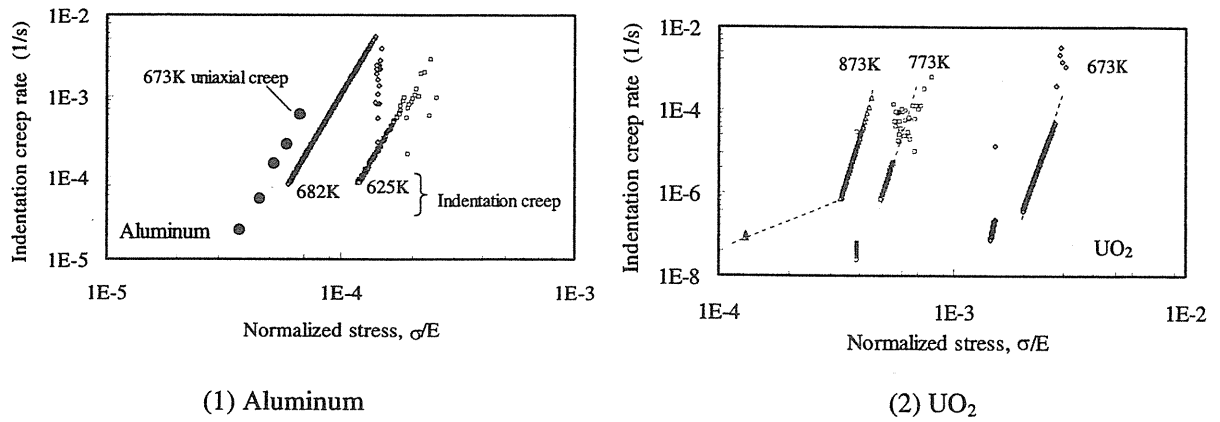 Indentation creep rate (1/s)
1E-2
1E-3
1E-4
1E-5
673K uniaxial creep
682K
625K
Indentation creep
Aluminum
1E-5
1E-4
1E-3
Normalized stress, σ/E
(1) Aluminum
Indentation creep rate (1/s)
1E-2
1E-4
1E-6
1E-8
873K
773K
673K
UO₂
1E-4
1E-3
1E-2
Normalized stress, σ/E
(2) UO₂